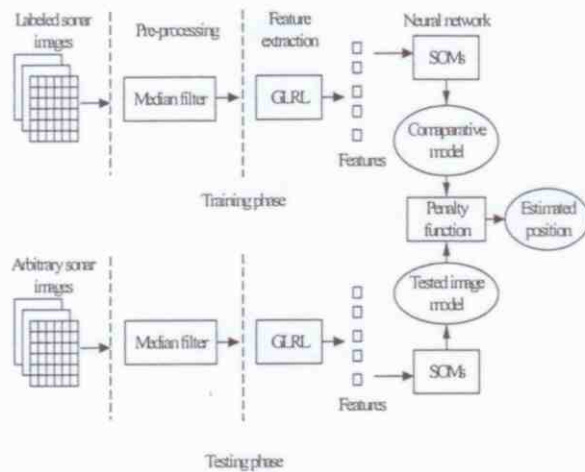 Labeled sonar
images
Pre-processing
Feature
extraction
Neural network
Median filter
GLRL
SOMs
Features
Comaparative
model
Training phase
Penalty
function
Estimated
position
Arbitrary sonar
images
Tested image
model
Median filter
GLRL
SOMs
Features
Testing phase